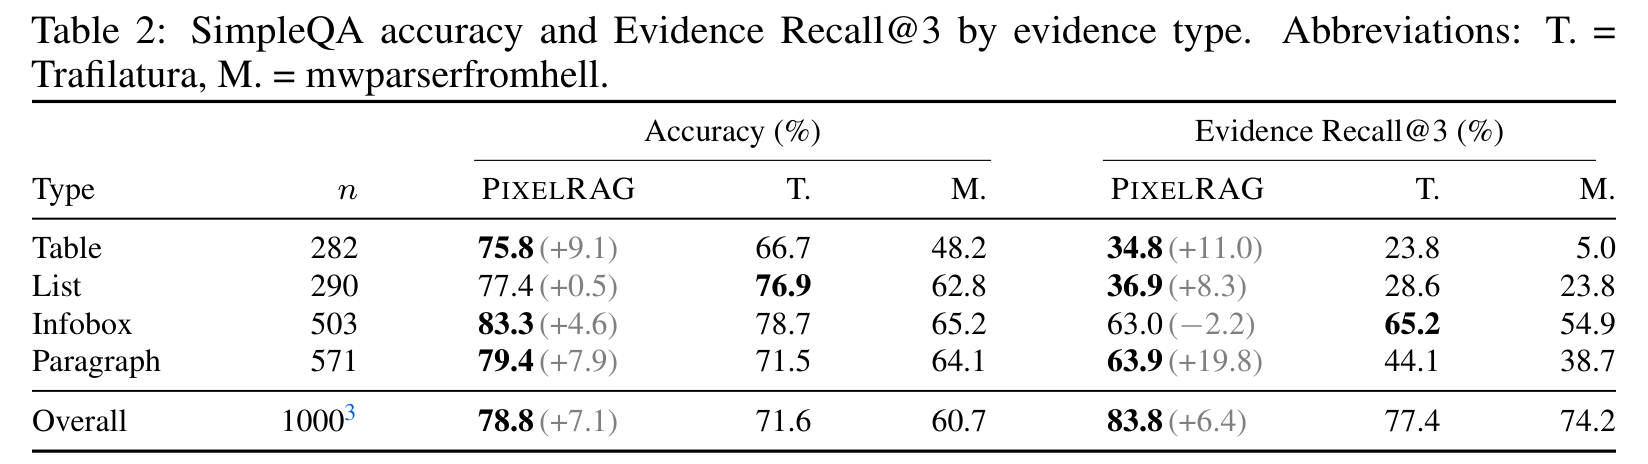 Table 2: SimpleQA accuracy and Evidence Recall@3 by evidence type. Abbreviations: T. =
Trafilatura, M. = mwparserfromhell.
Accuracy (%) Evidence Recall@3 (%)
Type n PIXELRAG T. M. PIXELRAG T. M.
Table 282 75.8 (+9.1) 66.7 48.2 34.8 (+11.0) 23.8 5.0
List 290 77.4 (+0.5) 76.9 62.8 36.9 (+8.3) 28.6 23.8
Infobox 503 83.3 (+4.6) 78.7 65.2 63.0 (−2.2) 65.2 54.9
Paragraph 571 79.4 (+7.9) 71.5 64.1 63.9 (+19.8) 44.1 38.7
Overall 1000³ 78.8 (+7.1) 71.6 60.7 83.8 (+6.4) 77.4 74.2